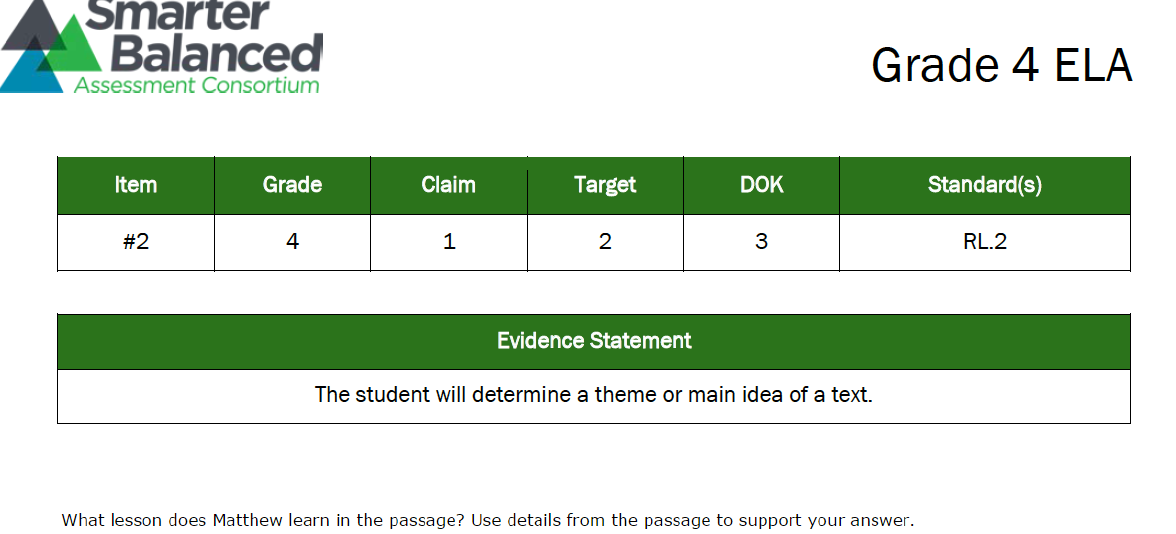 Smarter
Balanced
Assessment Consortium
Grade 4 ELA
Item Grade Claim Target DOK Standard(s)
#2 4 1 2 3 RL.2
Evidence Statement
The student will determine a theme or main idea of a text.
What lesson does Matthew learn in the passage? Use details from the passage to support your answer.